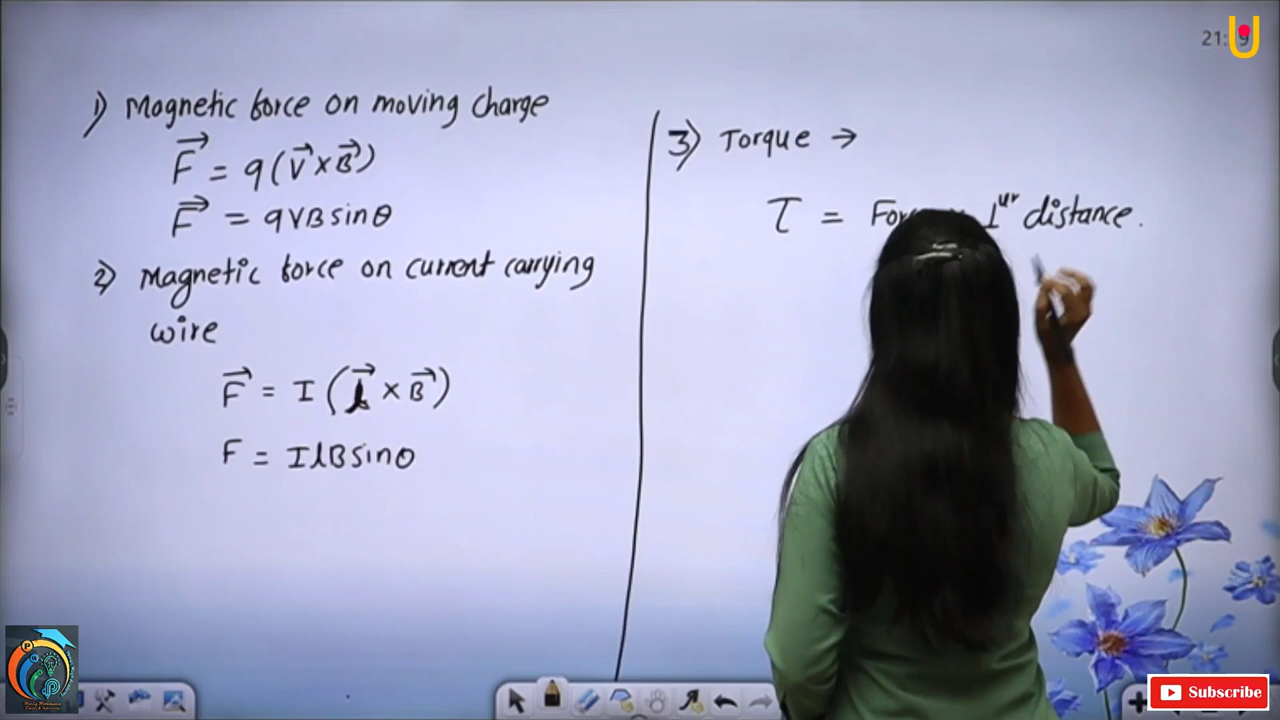 21:
U
1) Magnetic force on moving charge
F→ = q(V→ × B→)
F→ = qVB sinθ
2) Magnetic force on current carrying
wire
F→ = I (l→ × B→)
F = IlB sinθ
3) Torque →
τ = ⊥ur distance.
Subscribe